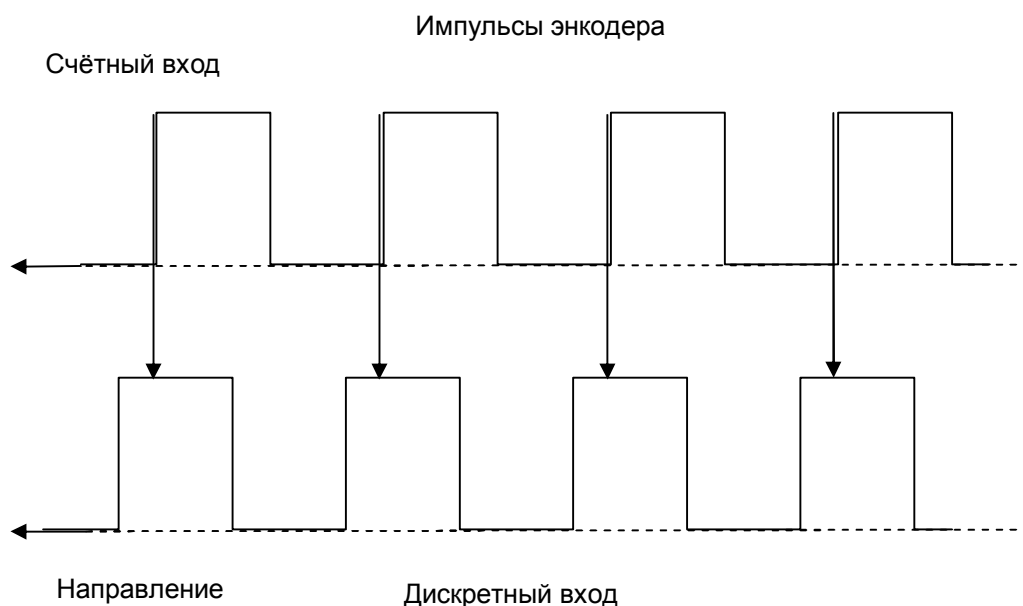 Импульсы энкодера
Счётный вход
Направление
Дискретный вход